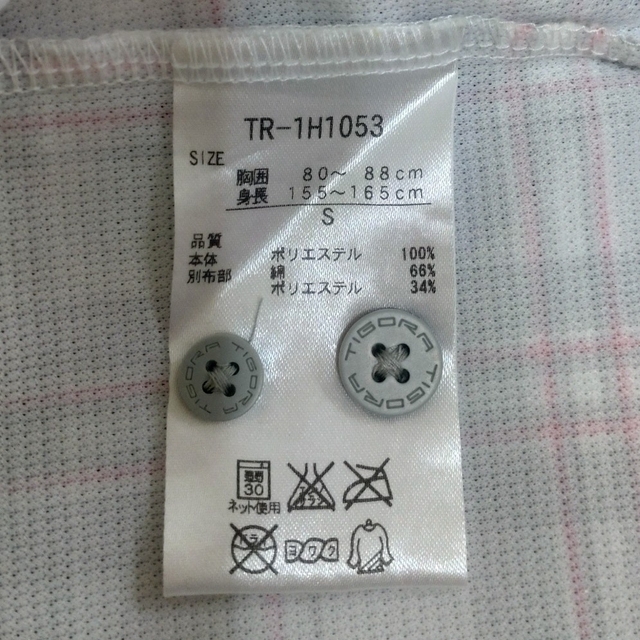 TR-1H1053
SIZE
胸囲 80～ 88cm
身長 155～165cm
S
品質
本体 ポリエステル 100%
別布部 綿 66%
ポリエステル 34%
TIGORA TIGORA
TIGORA TIGORA
30
ネット使用
ヨワク